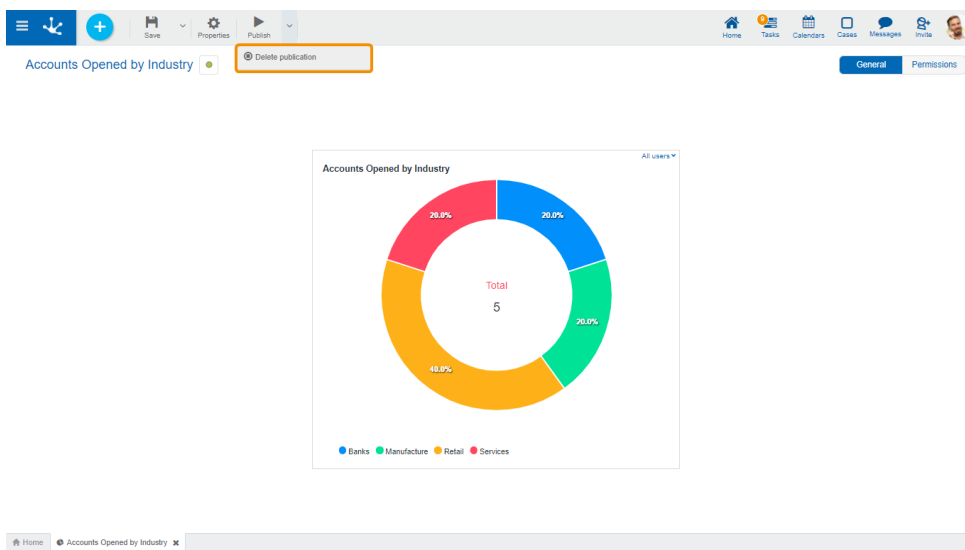 Save
Properties
Publish
Home
0
Tasks
Calendars
Cases
Messages
Invite
Delete publication
Accounts Opened by Industry
General
Permissions
All users
Accounts Opened by Industry
20.0%
20.0%
Total
5
20.0%
40.0%
Banks Manufacture Retail Services
Home Accounts Opened by Industry